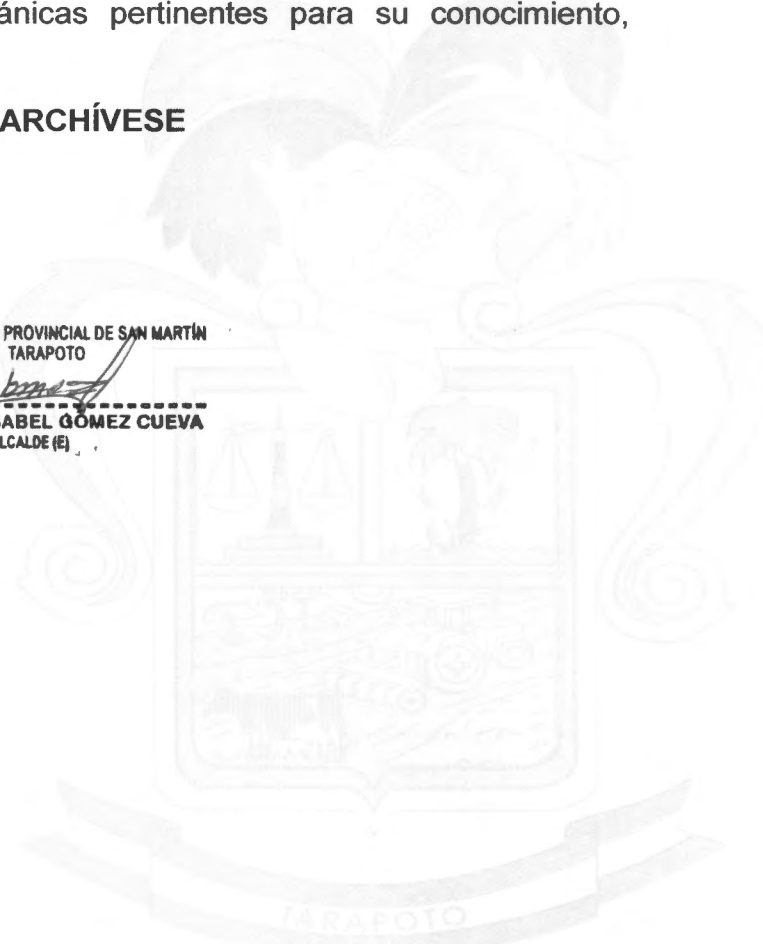 ánicas pertinentes para su conocimiento,
ARCHÍVESE
PROVINCIAL DE SAN MARTÍN
TARAPOTO
ABEL GÓMEZ CUEVA
LCALDE (E)
TARAPOTO